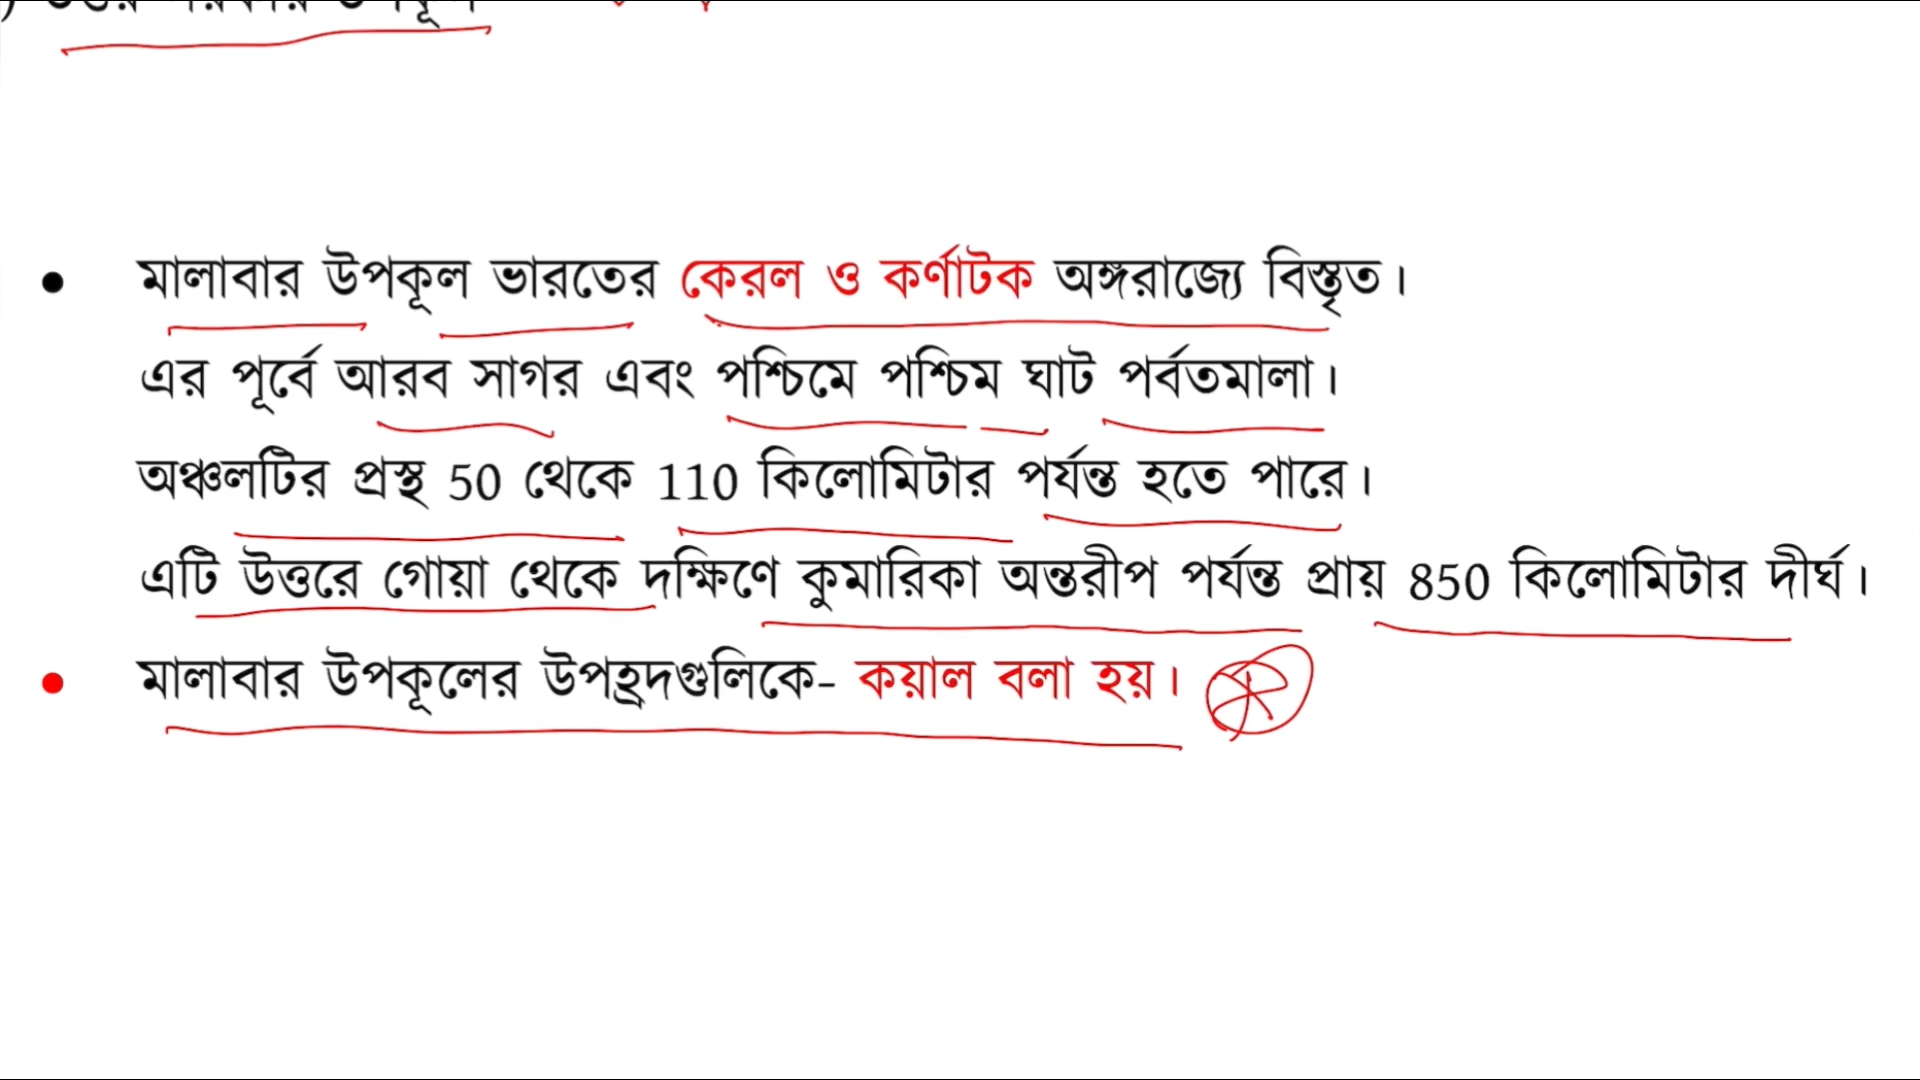 মালাবার উপকূল ভারতের কেরল ও কর্ণাটক অঙ্গরাজ্যে বিস্তৃত।
এর পূর্বে আরব সাগর এবং পশ্চিমে পশ্চিম ঘাট পর্বতমালা।
অঞ্চলটির প্রস্থ 50 থেকে 110 কিলোমিটার পর্যন্ত হতে পারে।
এটি উত্তরে গোয়া থেকে দক্ষিণে কুমারিকা অন্তরীপ পর্যন্ত প্রায় 850 কিলোমিটার দীর্ঘ।
মালাবার উপকূলের উপহ্রদগুলিকে- কয়াল বলা হয়।